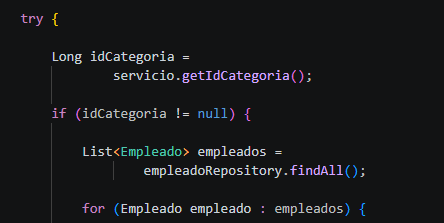 try {
Long idCategoria =
servicio.getIdCategoria();
if (idCategoria != null) {
List<Empleado> empleados =
empleadoRepository.findAll();
for (Empleado empleado : empleados) {